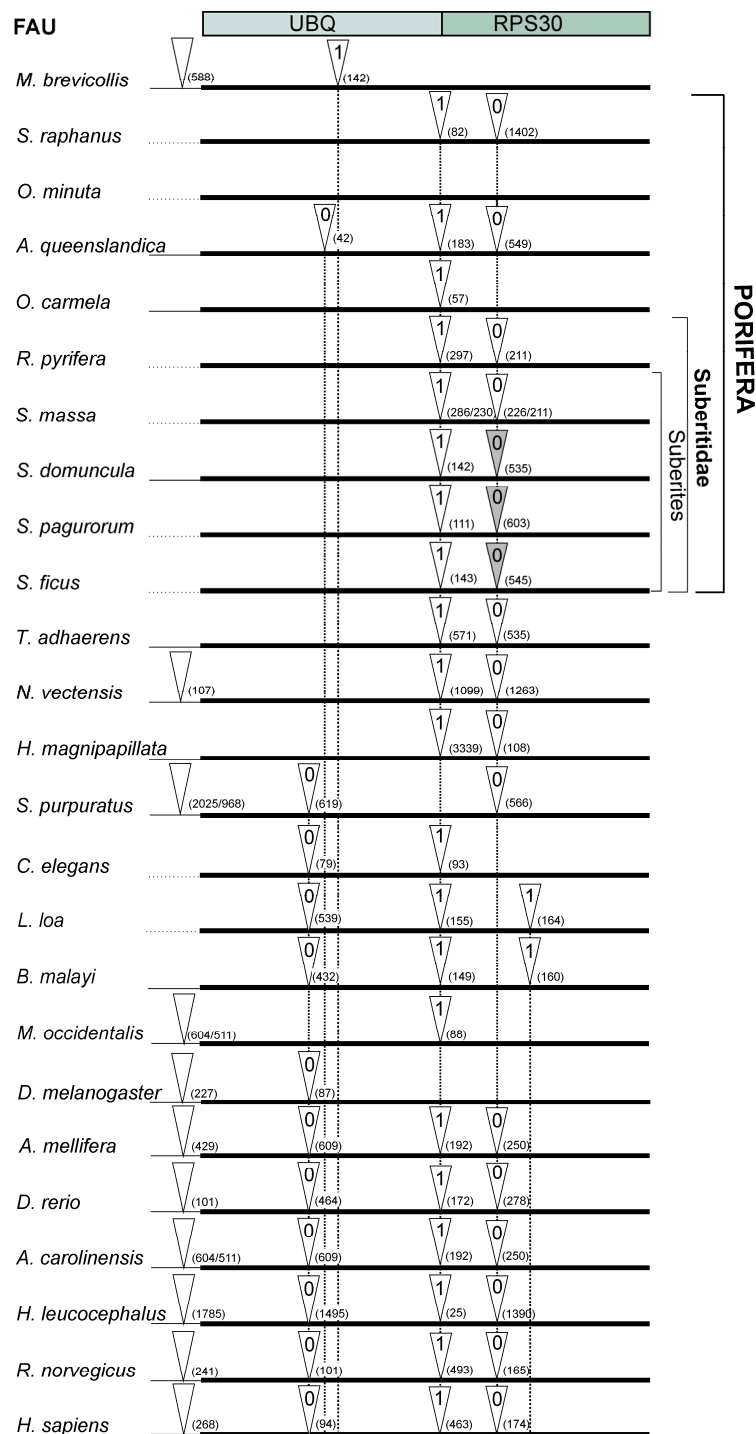 FAU UBQ RPS30
1
M. brevicollis (588) (142)
1 0
S. raphanus (82) (1402)
O. minuta
0 1 0
A. queenslandica (42) (183) (549)
1
O. carmela (57)
1 0
R. pyrifera (297) (211)
1 0
S. massa (286/230) (226/211)
1 0
S. domuncula (142) (535)
1 0
S. pagurorum (111) (603)
1 0
S. ficus (143) (545)
Suberites
Suberitidae
PORIFERA
1 0
T. adhaerens (571) (535)
1 0
N. vectensis (107) (1099) (1263)
1 0
H. magnipapillata (3339) (108)
0 0
S. purpuratus (2025/968) (619) (566)
0 1
C. elegans (79) (93)
0 1 1
L. loa (539) (155) (164)
0 1 1
B. malayi (432) (149) (160)
1
M. occidentalis (604/511) (88)
0
D. melanogaster (227) (87)
0 1 0
A. mellifera (429) (609) (192) (250)
0 1 0
D. rerio (101) (464) (172) (278)
0 1 0
A. carolinensis (604/511) (609) (192) (250)
0 1 0
H. leucocephalus (1785) (1495) (25) (1390)
0 1 0
R. norvegicus (241) (101) (493) (165)
0 1 0
H. sapiens (268) (94) (463) (174)